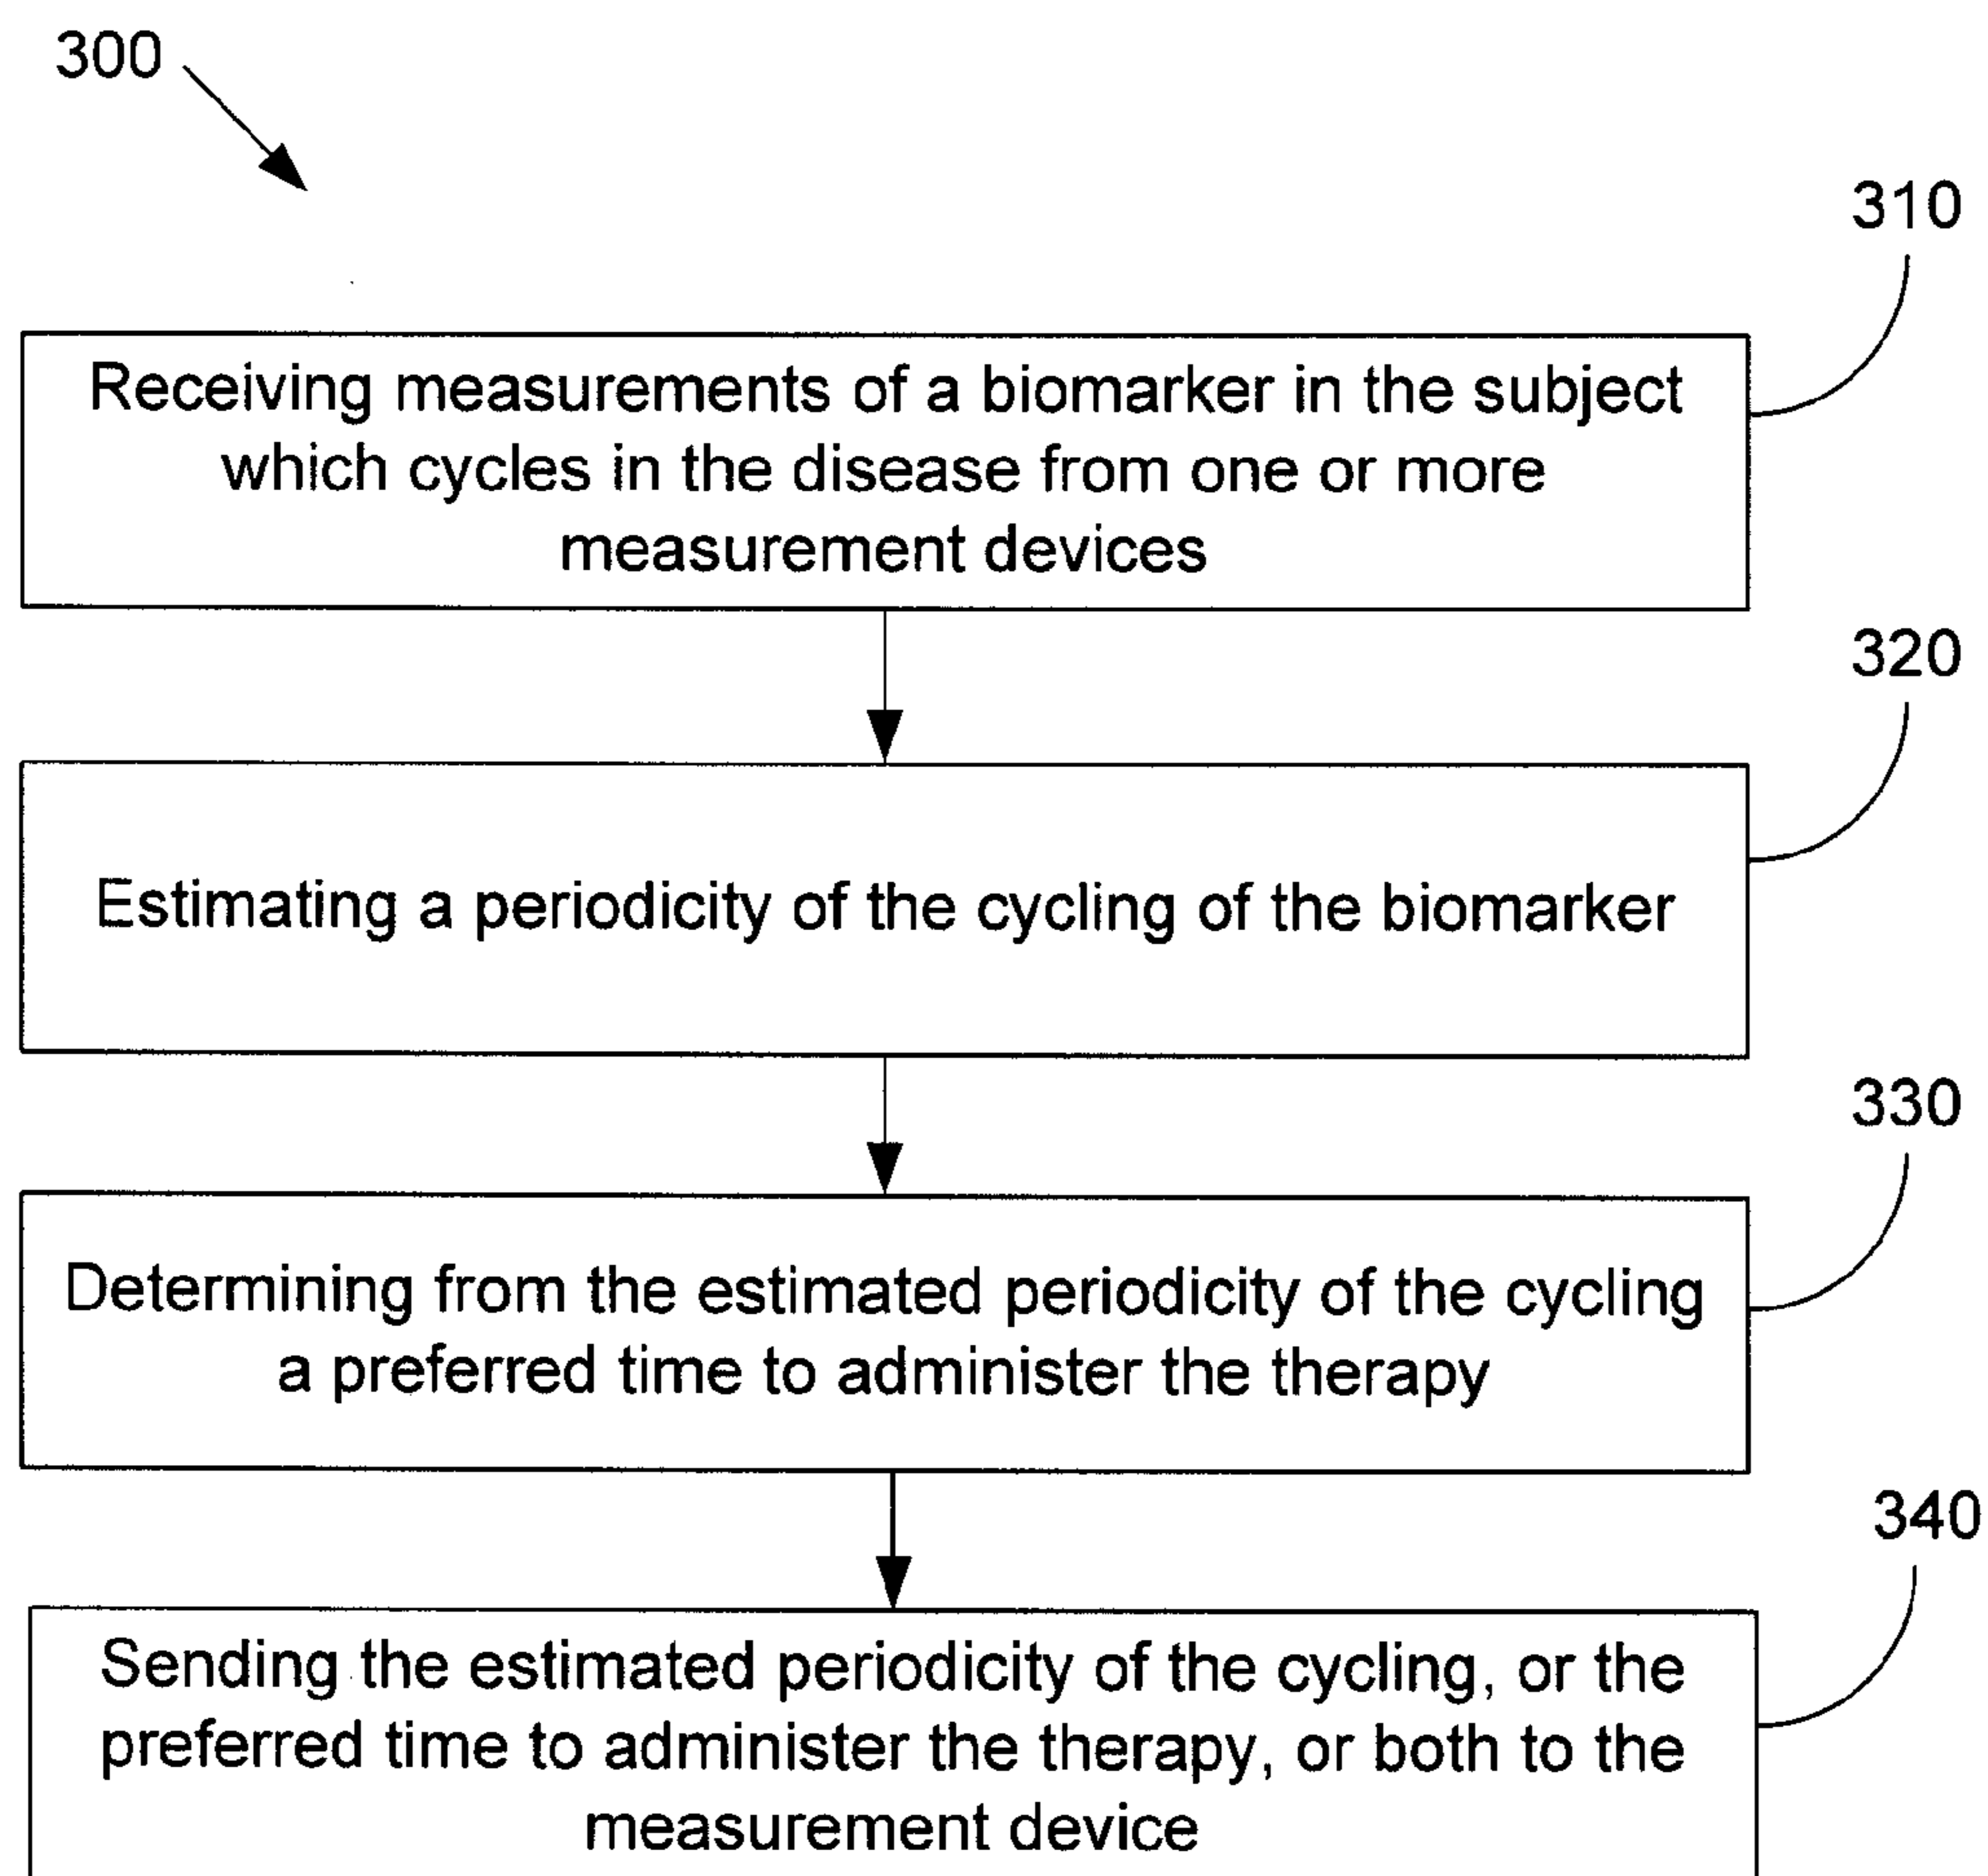 300
310
Receiving measurements of a biomarker in the subject
which cycles in the disease from one or more
measurement devices
320
Estimating a periodicity of the cycling of the biomarker
330
Determining from the estimated periodicity of the cycling
a preferred time to administer the therapy
340
Sending the estimated periodicity of the cycling, or the
preferred time to administer the therapy, or both to the
measurement device